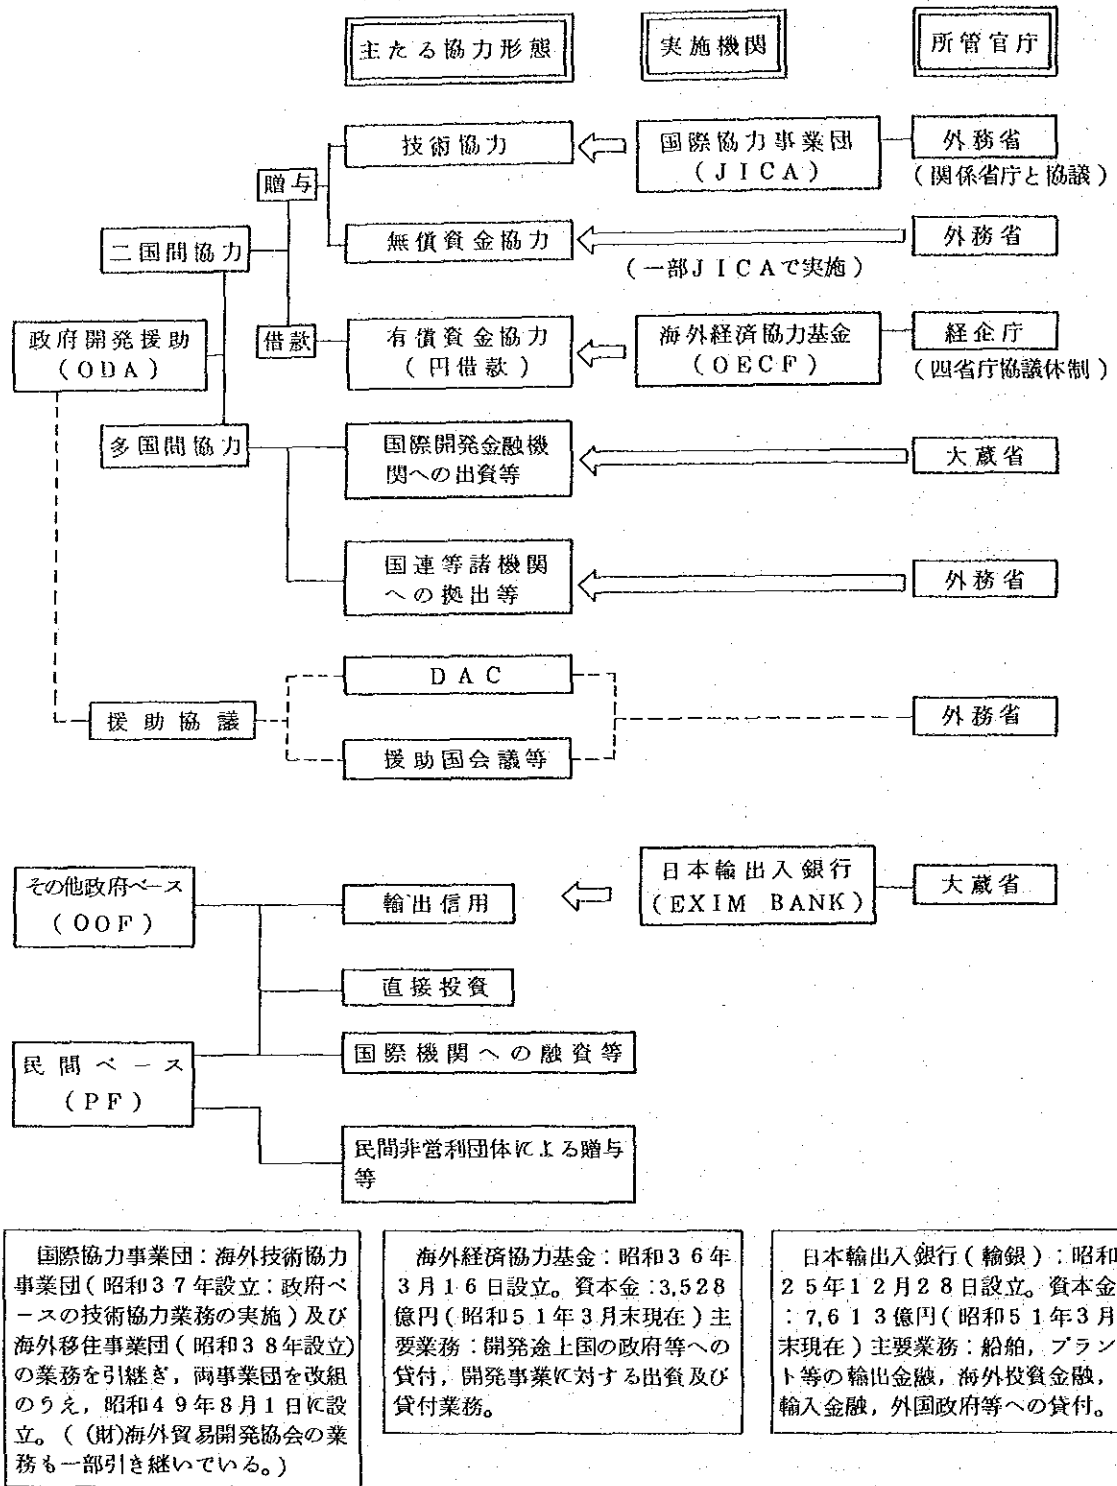 主たる協力形態 実施機関 所管官庁
技術協力 国際協力事業団 外務省
(JICA) (関係省庁と協議)
贈与
無償資金協力 外務省
二国間協力 (一部JICAで実施)
政府開発援助 借款 有償資金協力 海外経済協力基金 経企庁
(ODA) (円借款) (OECF) (四省庁協議体制)
多国間協力 国際開発金融機 大蔵省
関への出資等
国連等諸機関 外務省
への拠出等
DAC
援助協議 外務省
援助国会議等
その他政府ベース 日本輸出入銀行 大蔵省
(OOF) 輸出信用 (EXIM BANK)
直接投資
民間ベース 国際機関への融資等
(PF)
民間非営利団体による贈与
等
国際協力事業団:海外技術協力
事業団(昭和37年設立:政府ベ
ースの技術協力業務の実施)及び
海外移住事業団(昭和38年設立)
の業務を引継ぎ,両事業団を改組
のうえ,昭和49年8月1日に設
立。((財)海外貿易開発協会の業
務も一部引き継いでいる。)
海外経済協力基金:昭和36年
3月16日設立。資本金:3,528
億円(昭和51年3月末現在)主
要業務:開発途上国の政府等への
貸付,開発事業に対する出資及び
貸付業務。
日本輸出入銀行(輸銀):昭和
25年12月28日設立。資本金
:7,613億円(昭和51年3月
末現在)主要業務:船舶,プラン
ト等の輸出金融,海外投資金融,
輸入金融,外国政府等への貸付。